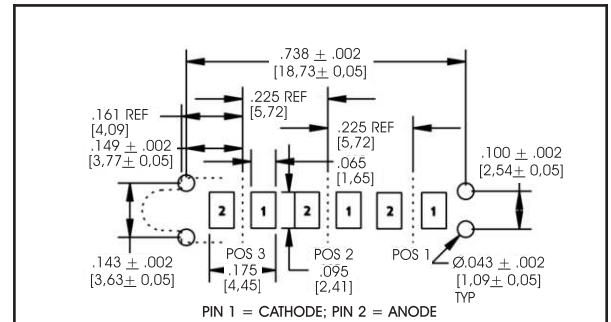 .738 ± .002
[18,73± 0,05]
.225 REF
[5,72]
.161 REF
[4,09]
.225 REF
[5,72]
.149 ± .002
[3,77± 0,05]
.065
[1,65]
.100 ± .002
[2,54± 0,05]
2 1 2 1 2 1
POS 3 POS 2 POS 1
.143 ± .002
[3,63± 0,05]
.175
[4,45]
.095
[2,41]
Ø.043 ± .002
[1,09± 0,05]
TYP
PIN 1 = CATHODE; PIN 2 = ANODE